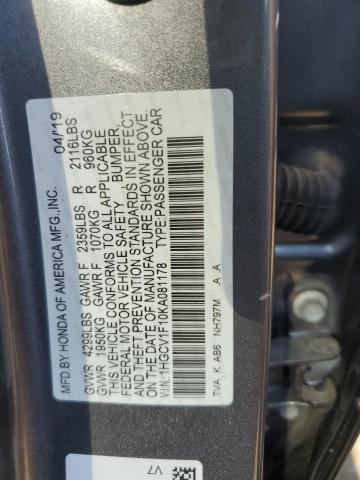 MFD BY HONDA OF AMERICA MFG.,INC. 04/19
GVWR 4299LBS GAWR F 2359LBS R 2116LBS
GVWR 1950KG GAWR F 1070KG R 960KG
THIS VEHICLE CONFORMS TO ALL APPLICABLE
FEDERAL MOTOR VEHICLE SAFETY, BUMPER,
AND THEFT PREVENTION STANDARDS IN EFFECT
ON THE DATE OF MANUFACTURE SHOWN ABOVE.
V.I.N.:1HGCV1F10KA081178 TYPE:PASSENGER CAR
TVA K AB6 NH797M A A
V7